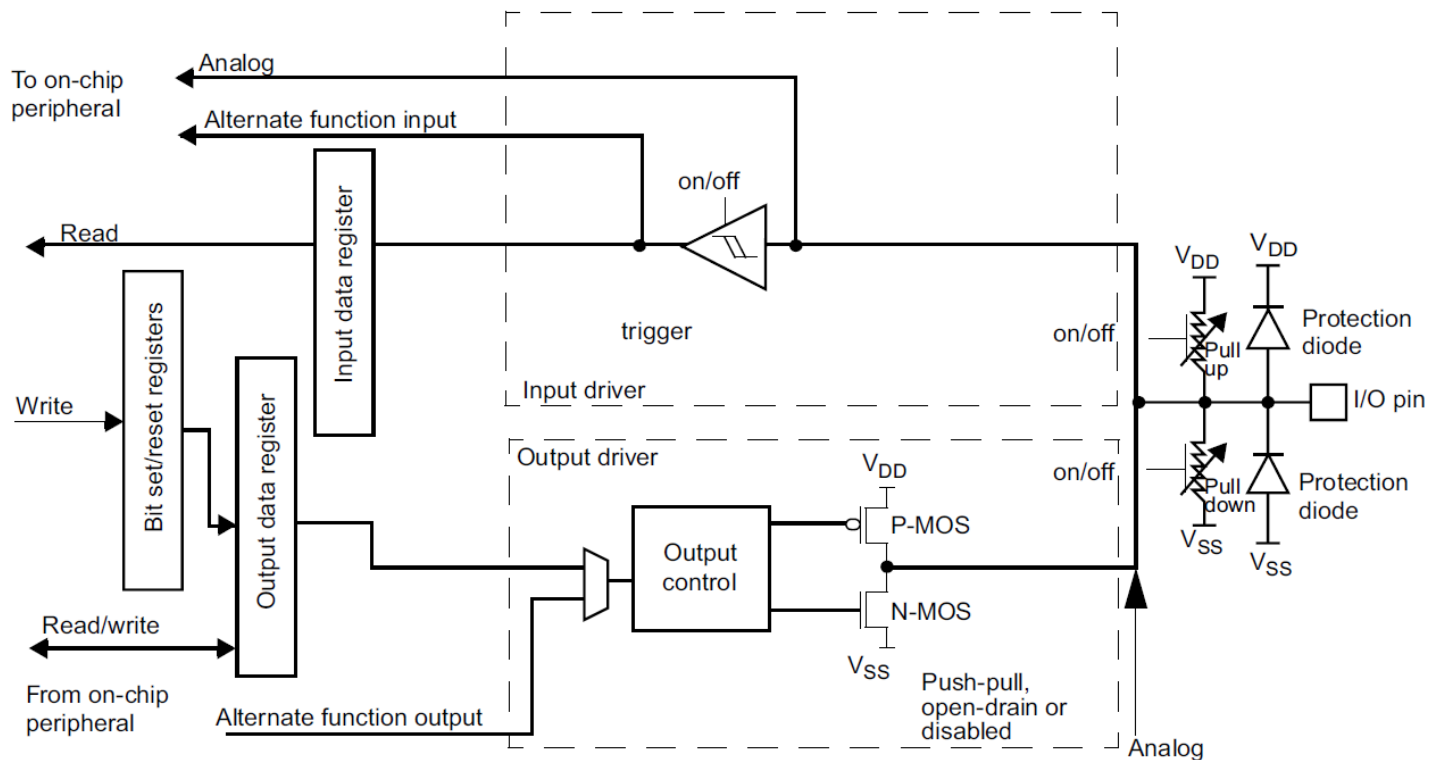 To on-chip
peripheral
Analog
Alternate function input
on/off
Read
Input data register
trigger
Input driver
on/off
VDD
VDD
Pull
up
Protection
diode
I/O pin
Write
Bit set/reset registers
Output data register
Read/write
From on-chip
peripheral
Alternate function output
Output driver
Output
control
VDD
P-MOS
N-MOS
VSS
Push-pull,
open-drain or
disabled
on/off
Pull
down
VSS
VSS
Protection
diode
Analog